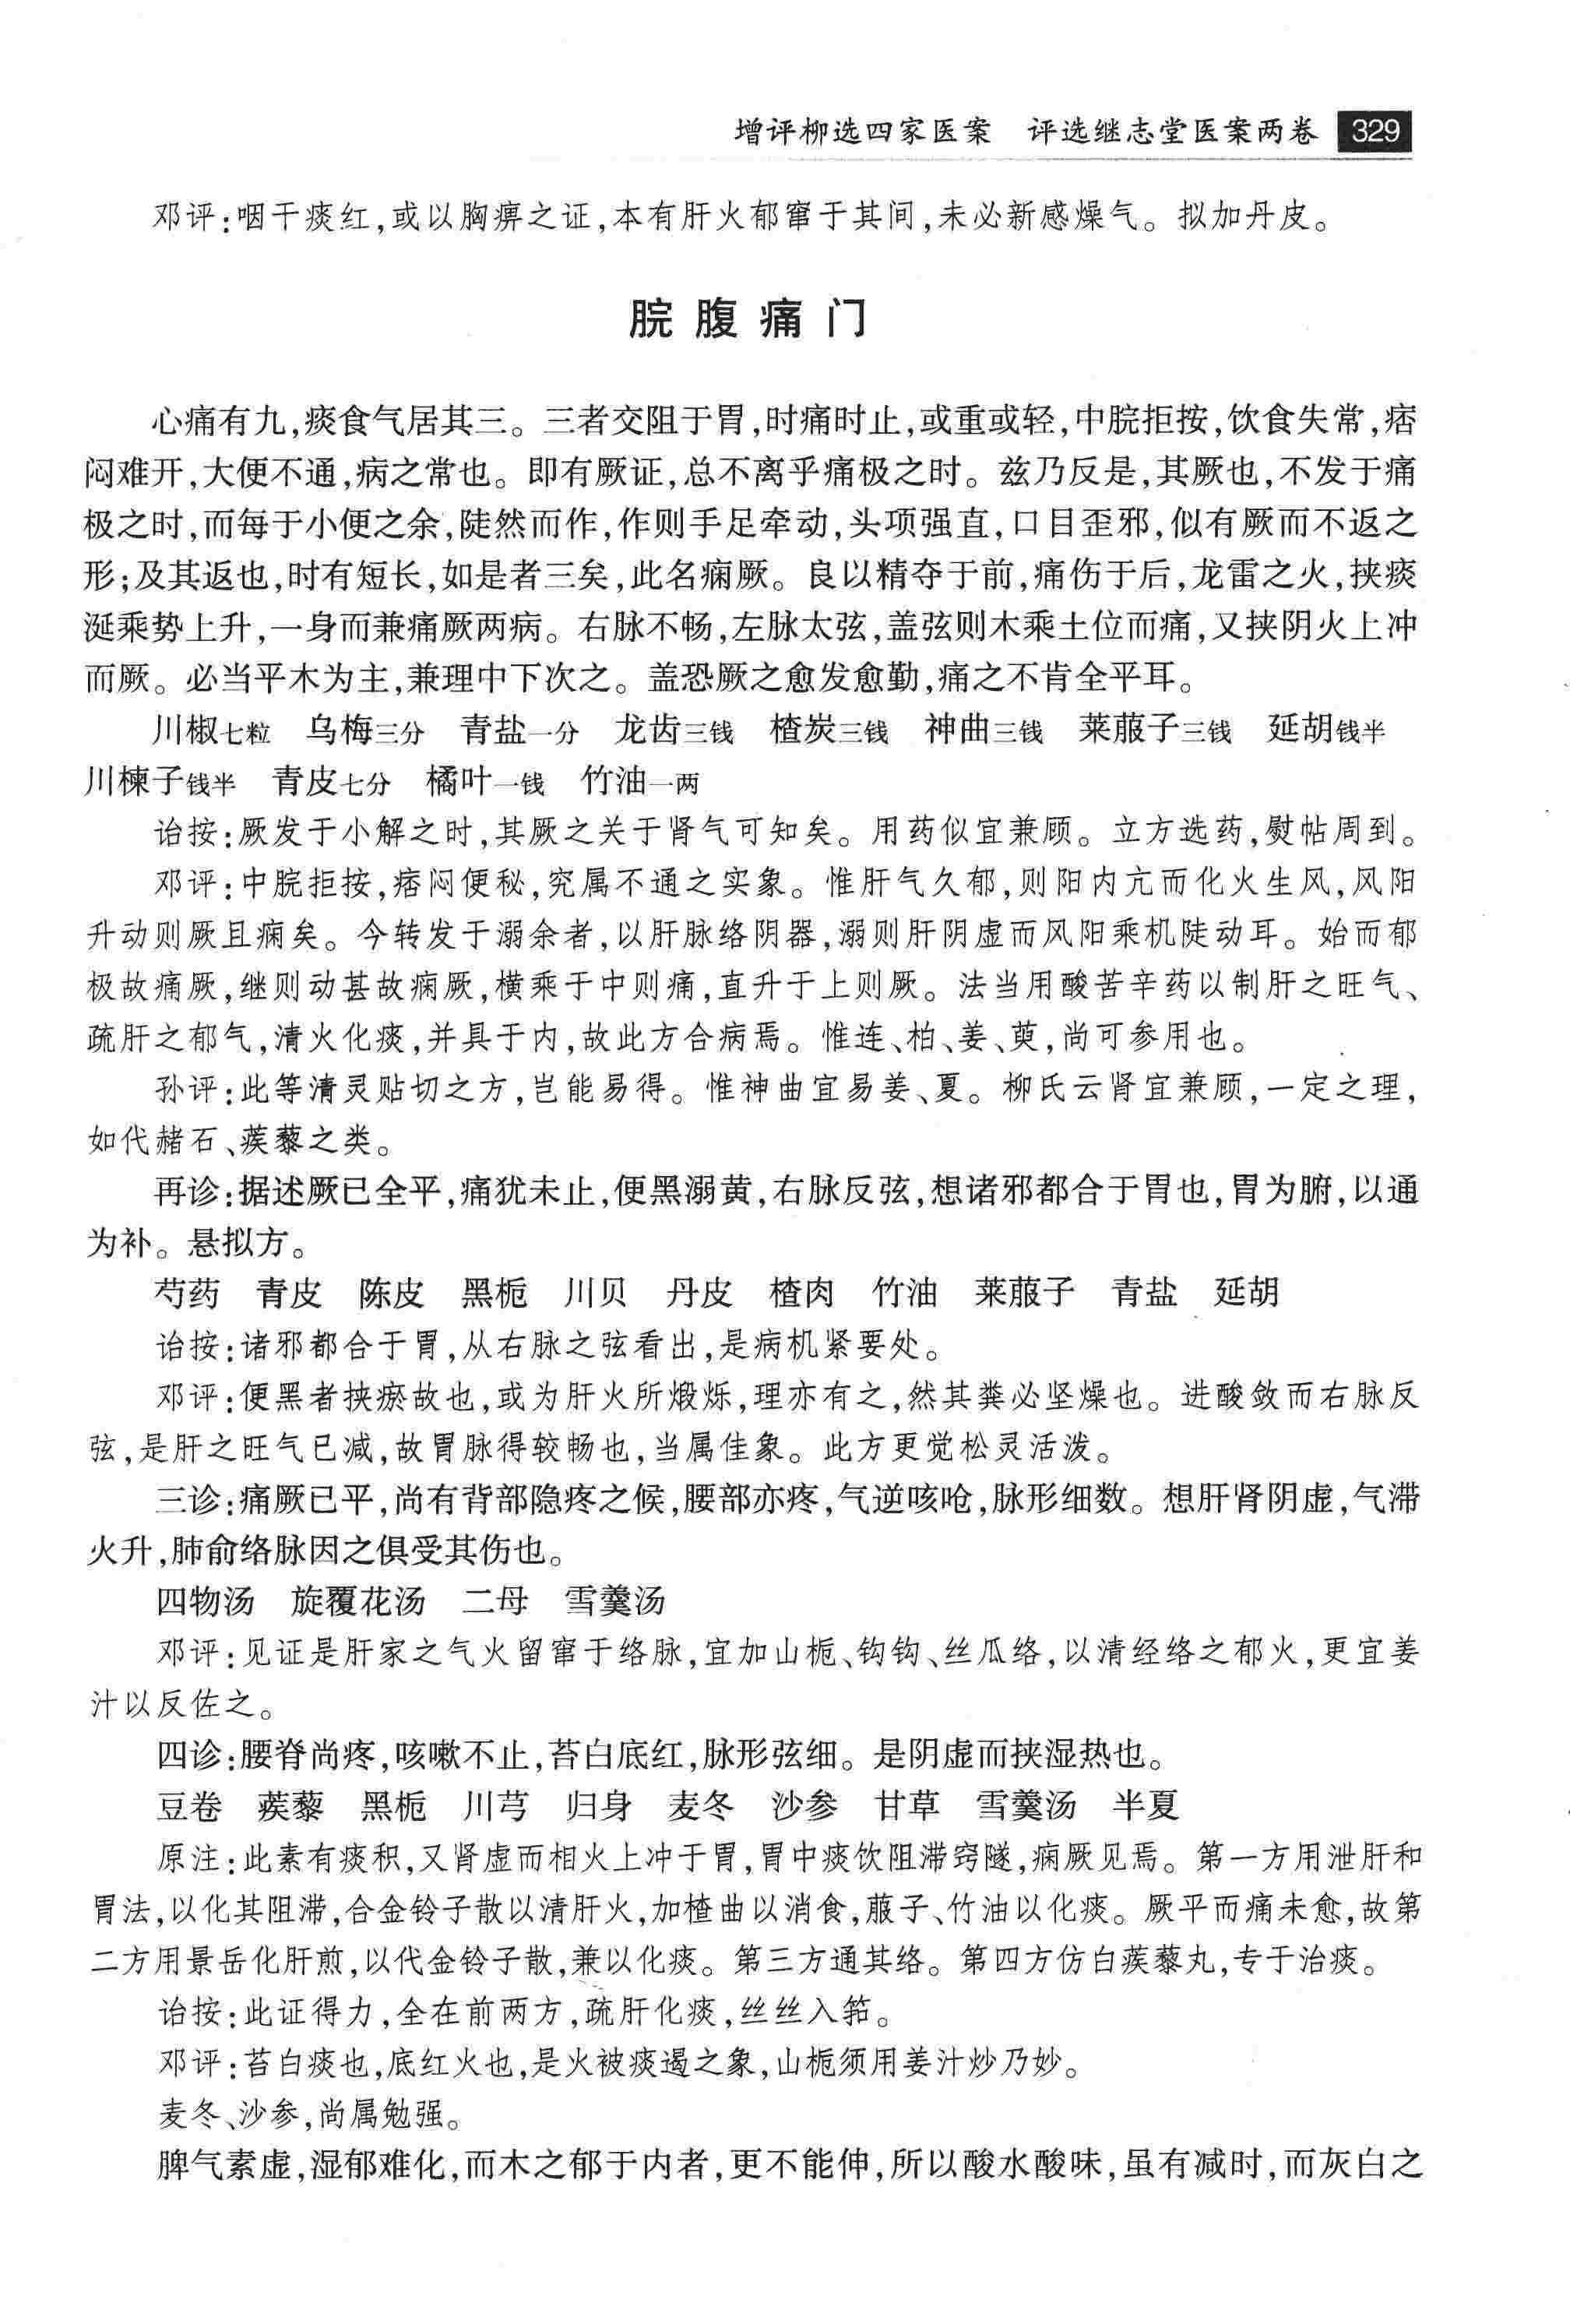 增评柳选四家医案　评选继志堂医案两卷 329
邓评:咽干痰红,或以胸痹之证,本有肝火郁窜于其间,未必新感燥气。拟加丹皮。
脘腹痛门
心痛有九,痰食气居其三。三者交阻于胃,时痛时止,或重或轻,中脘拒按,饮食失常,痞
闷难开,大便不通,病之常也。即有厥证,总不离乎痛极之时。兹乃反是,其厥也,不发于痛
极之时,而每于小便之余,陡然而作,作则手足牵动,头项强直,口目歪邪,似有厥而不返之
形;及其返也,时有短长,如是者三矣,此名痫厥。良以精夺于前,痛伤于后,龙雷之火,挟痰
涎乘势上升,一身而兼痛厥两病。右脉不畅,左脉太弦,盖弦则木乘土位而痛,又挟阴火上冲
而厥。必当平木为主,兼理中下次之。盖恐厥之愈发愈勤,痛之不肯全平耳。
川椒七粒　乌梅三分　青盐一分　龙齿三钱　楂炭三钱　神曲三钱　莱菔子三钱　延胡钱半
川楝子钱半　青皮七分　橘叶一钱　竹油一两
诒按:厥发于小解之时,其厥之关于肾气可知矣。用药似宜兼顾。立方选药,熨帖周到。
邓评:中脘拒按,痞闷便秘,究属不通之实象。惟肝气久郁,则阳内亢而化火生风,风阳
升动则厥且痫矣。今转发于溺余者,以肝脉络阴器,溺则肝阴虚而风阳乘机陡动耳。始而郁
极故痛厥,继则动甚故痫厥,横乘于中则痛,直升于上则厥。法当用酸苦辛药以制肝之旺气、
疏肝之郁气,清火化痰,并具于内,故此方合病焉。惟连、柏、姜、萸,尚可参用也。
孙评:此等清灵贴切之方,岂能易得。惟神曲宜易姜、夏。柳氏云肾宜兼顾,一定之理,
如代赭石、蒺藜之类。
再诊:据述厥已全平,痛犹未止,便黑溺黄,右脉反弦,想诸邪都合于胃也,胃为腑,以通
为补。悬拟方。
芍药　青皮　陈皮　黑栀　川贝　丹皮　楂肉　竹油　莱菔子　青盐　延胡
诒按:诸邪都合于胃,从右脉之弦看出,是病机紧要处。
邓评:便黑者挟瘀故也,或为肝火所煅烁,理亦有之,然其粪必坚燥也。进酸敛而右脉反
弦,是肝之旺气已减,故胃脉得较畅也,当属佳象。此方更觉松灵活泼。
三诊:痛厥已平,尚有背部隐疼之候,腰部亦疼,气逆咳呛,脉形细数。想肝肾阴虚,气滞
火升,肺俞络脉因之俱受其伤也。
四物汤　旋覆花汤　二母　雪羹汤
邓评:见证是肝家之气火留窜于络脉,宜加山栀、钩钩、丝瓜络,以清经络之郁火,更宜姜
汁以反佐之。
四诊:腰脊尚疼,咳嗽不止,苔白底红,脉形弦细。是阴虚而挟湿热也。
豆卷　蒺藜　黑栀　川芎　归身　麦冬　沙参　甘草　雪羹汤　半夏
原注:此素有痰积,又肾虚而相火上冲于胃,胃中痰饮阻滞窍隧,痫厥见焉。第一方用泄肝和
胃法,以化其阻滞,合金铃子散以清肝火,加楂曲以消食,菔子、竹油以化痰。厥平而痛未愈,故第
二方用景岳化肝煎,以代金铃子散,兼以化痰。第三方通其络。第四方仿白蒺藜丸,专于治痰。
诒按:此证得力,全在前两方,疏肝化痰,丝丝入筘。
邓评:苔白痰也,底红火也,是火被痰遏之象,山栀须用姜汁炒乃妙。
麦冬、沙参,尚属勉强。
脾气素虚,湿郁难化,而木之郁于内者,更不能伸,所以酸水酸味,虽有减时,而灰白之